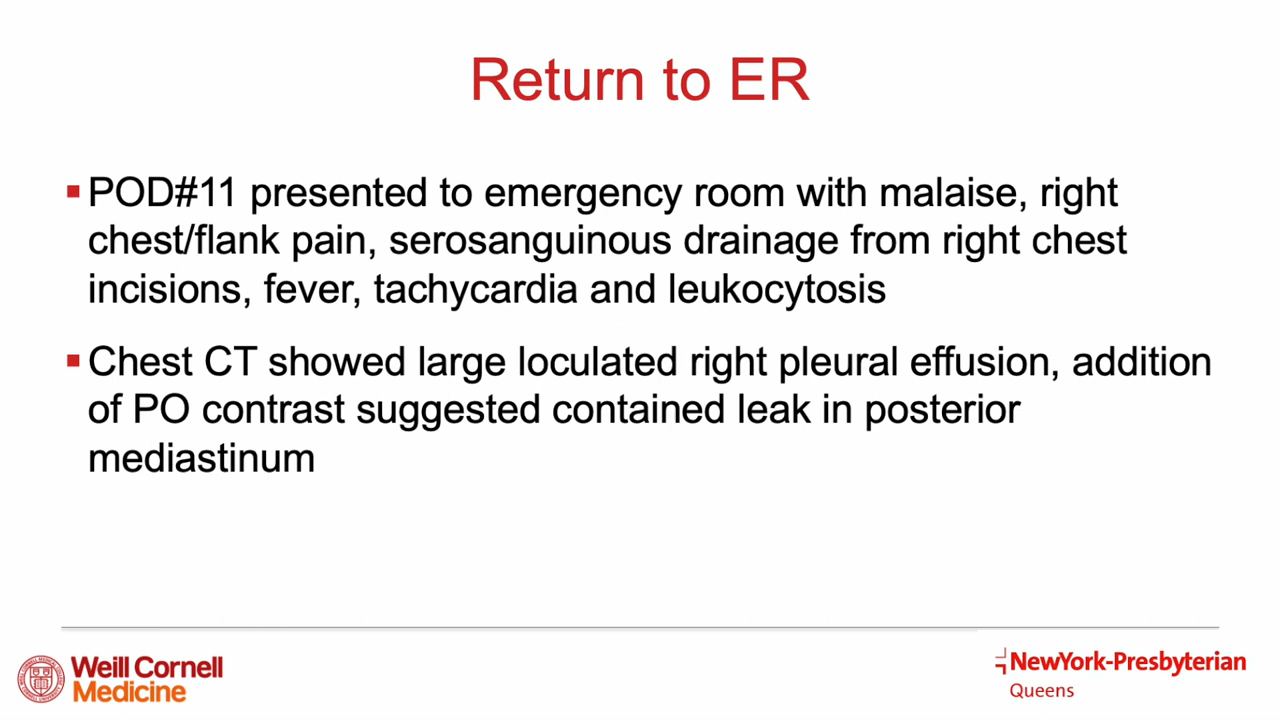 Return to ER
POD#11 presented to emergency room with malaise, right
chest/flank pain, serosanguinous drainage from right chest
incisions, fever, tachycardia and leukocytosis
Chest CT showed large loculated right pleural effusion, addition
of PO contrast suggested contained leak in posterior
mediastinum
Weill Cornell
Medicine
NewYork-Presbyterian
Queens